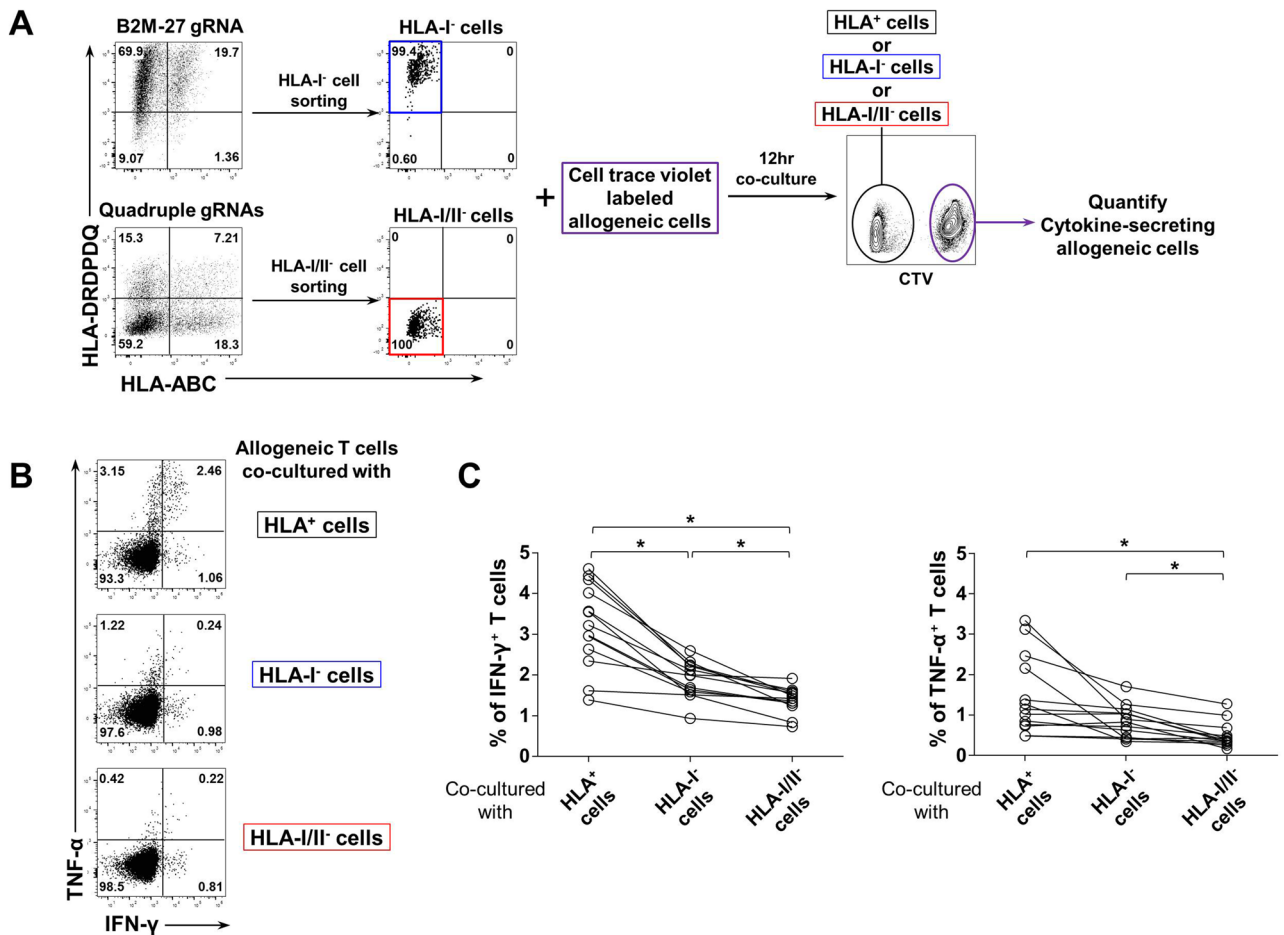 A
B2M-27 gRNA
69.9
19.7
9.07
1.36
HLA-I⁻ cell
sorting
HLA-I⁻ cells
99.4
0
0.60
0
Quadruple gRNAs
15.3
7.21
59.2
18.3
HLA-I/II⁻ cell
sorting
HLA-I/II⁻ cells
0
0
100
0
HLA-DRDPDQ
HLA-ABC
+
Cell trace violet
labeled
allogeneic cells
12hr
co-culture
HLA⁺ cells
or
HLA-I⁻ cells
or
HLA-I/II⁻ cells
CTV
Quantify
Cytokine-secreting
allogeneic cells
B
Allogeneic T cells
co-cultured with
3.15
2.46
93.3
1.06
HLA⁺ cells
1.22
0.24
97.6
0.98
HLA-I⁻ cells
0.42
0.22
98.5
0.81
HLA-I/II⁻ cells
TNF-α
IFN-γ
C
% of IFN-γ⁺ T cells
5
4
3
2
1
0
*
*
*
Co-cultured
with
HLA⁺
cells
HLA-I⁻
cells
HLA-I/II⁻
cells
% of TNF-α⁺ T cells
5
4
3
2
1
0
*
*
Co-cultured
with
HLA⁺
cells
HLA-I⁻
cells
HLA-I/II⁻
cells